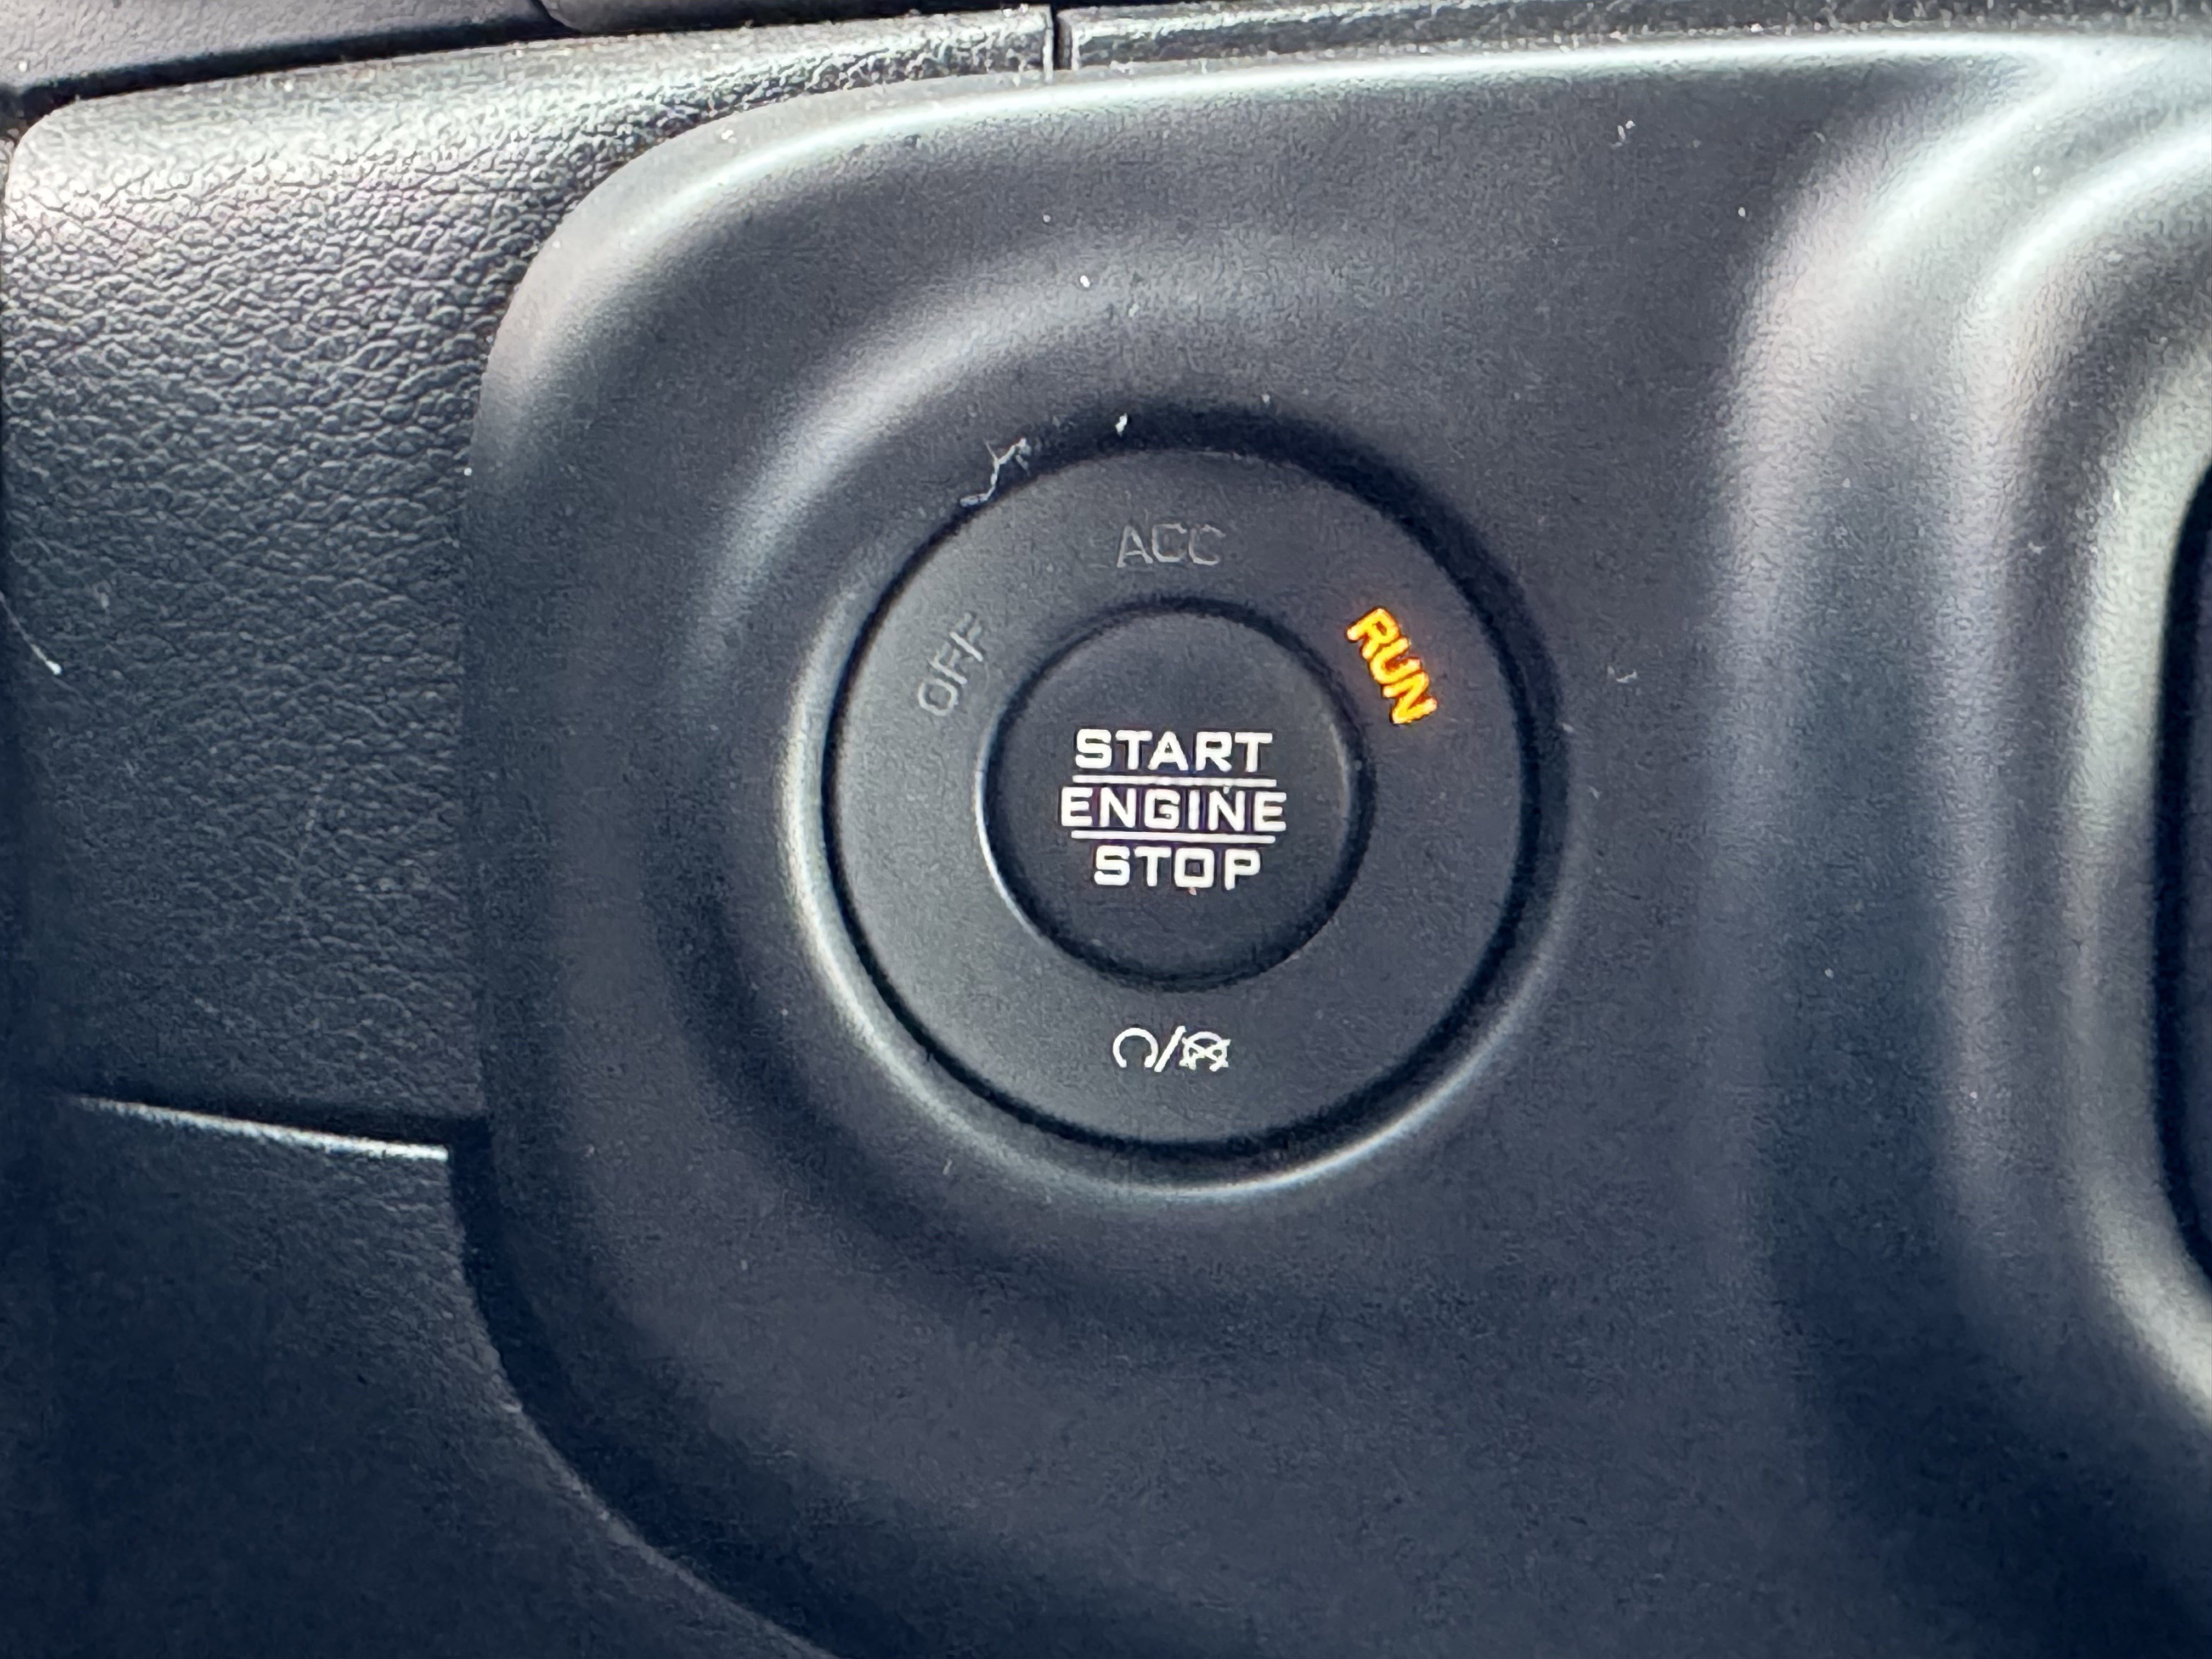 ACC
OFF
RUN
START
ENGINE
STOP